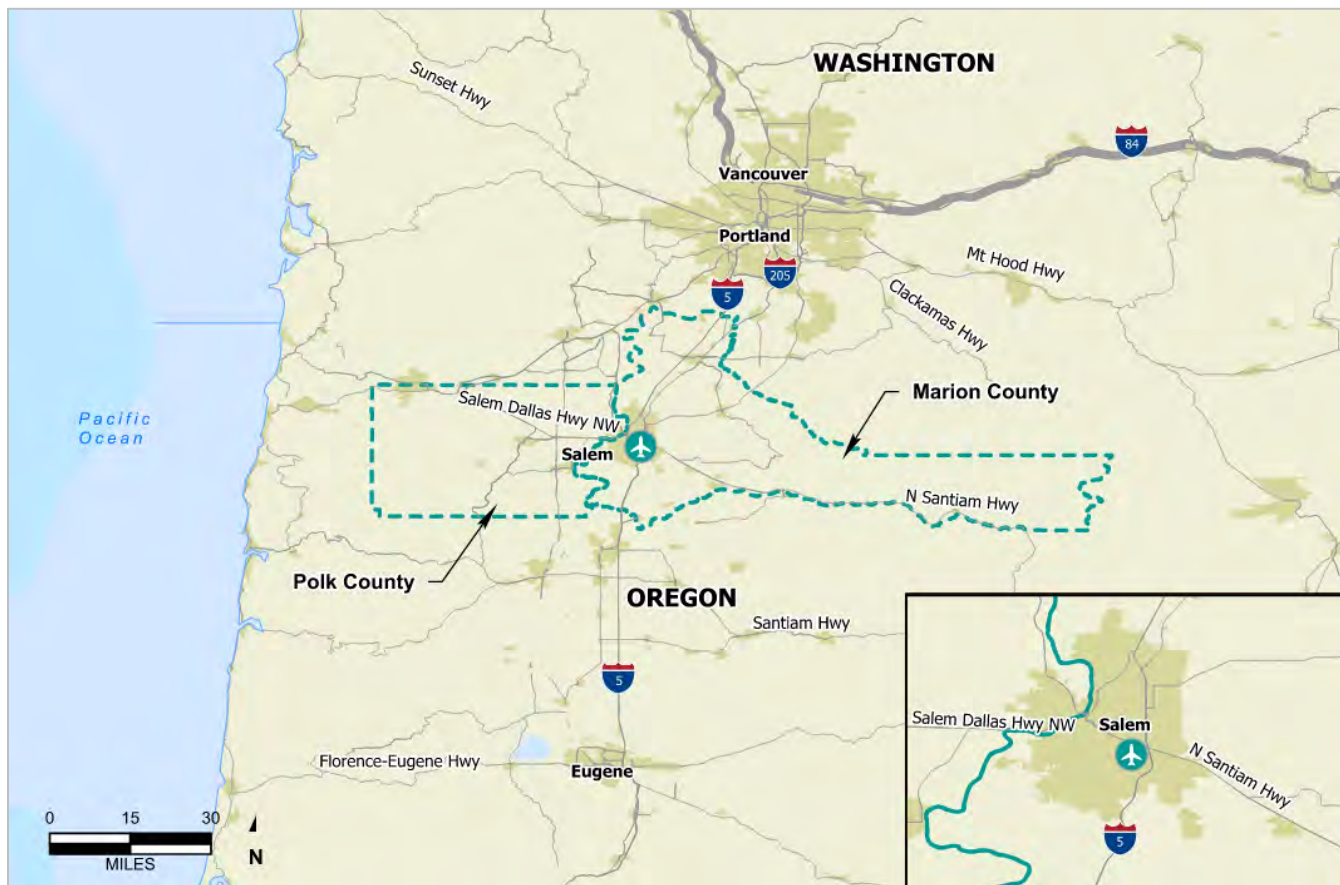 WASHINGTON
Sunset Hwy
84
Vancouver
Portland
Mt Hood Hwy
205
5
Clackamas Hwy
Marion County
Salem Dallas Hwy NW
Pacific
Ocean
Salem
N Santiam Hwy
Polk County
OREGON
Santiam Hwy
5
Florence-Eugene Hwy
Eugene
0 15 30
MILES
N
Salem Dallas Hwy NW
Salem
N Santiam Hwy
5